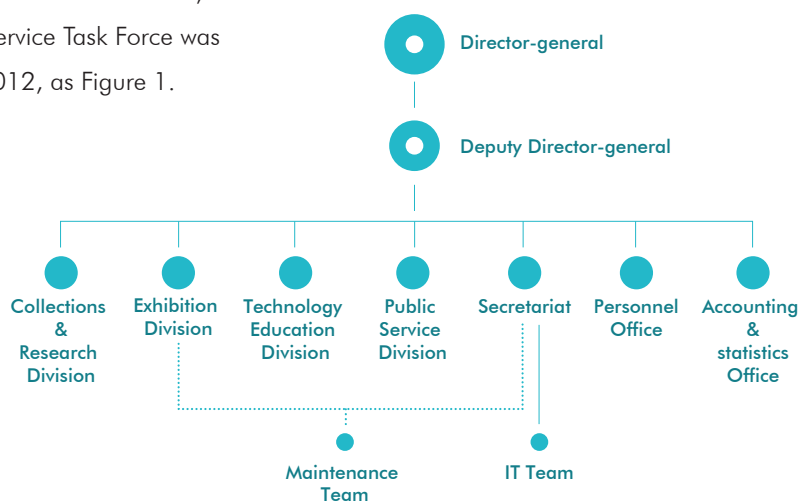 ervice Task Force was
012, as Figure 1.
Director-general
Deputy Director-general
Collections
&
Research
Division
Exhibition
Division
Technology
Education
Division
Public
Service
Division
Secretariat
Personnel
Office
Accounting
&
statistics
Office
Maintenance
Team
IT Team